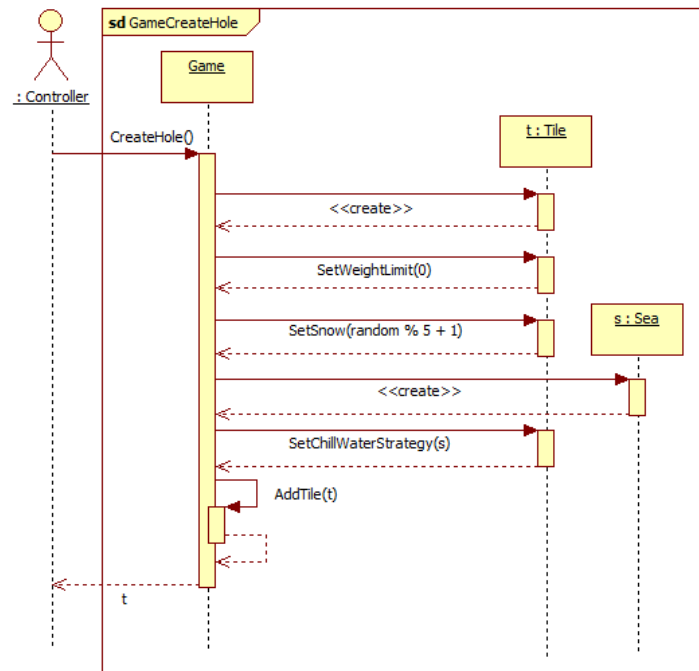 sd GameCreateHole
Game
: Controller
t : Tile
CreateHole()
<<create>>
SetWeightLimit(0)
s : Sea
SetSnow(random % 5 + 1)
<<create>>
SetChillWaterStrategy(s)
AddTile(t)
t